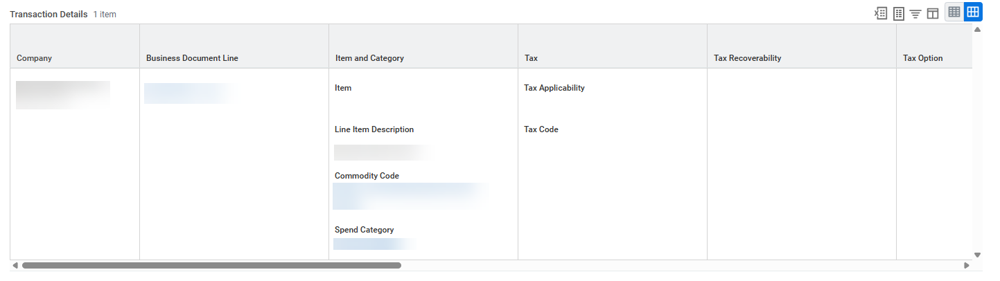 Transaction Details 1 item
Company
Business Document Line
Item and Category
Tax
Tax Recoverability
Tax Option
Item
Tax Applicability
Line Item Description
Tax Code
Commodity Code
Spend Category